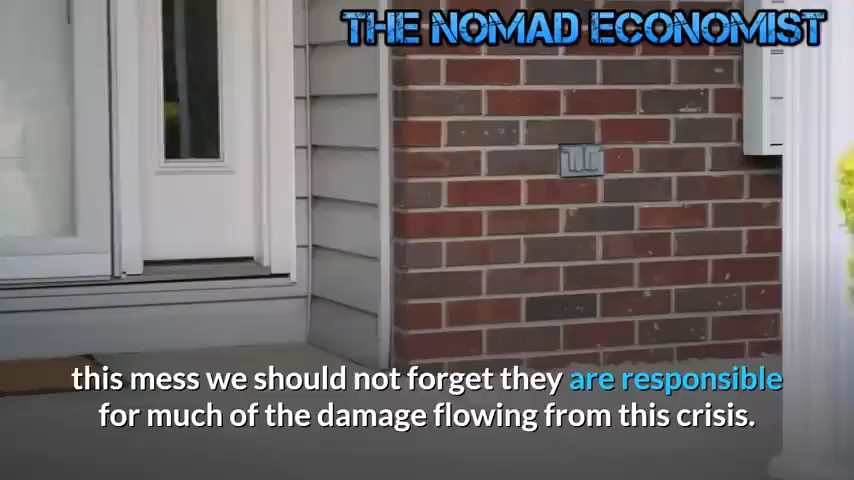 THE NOMAD ECONOMIST
this mess we should not forget they are responsible
for much of the damage flowing from this crisis.